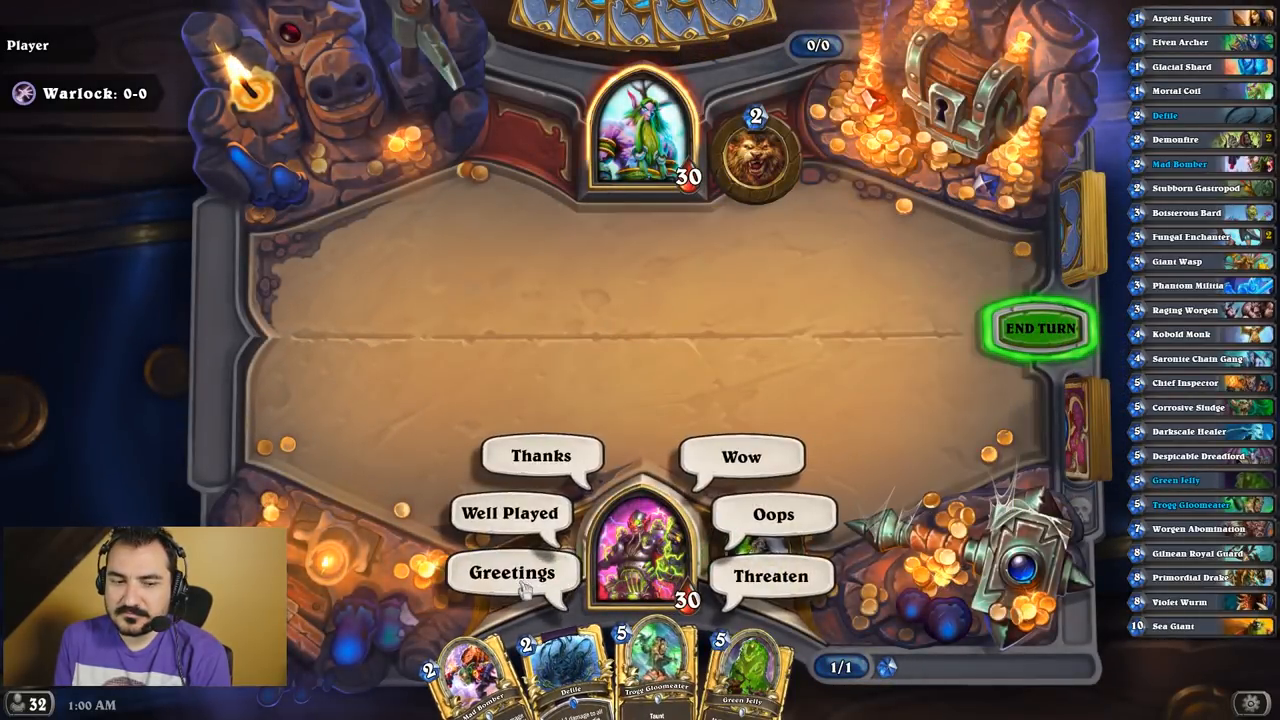 Player
0/0
Warlock: 0-0
2
30
END TURN
Thanks
Wow
Well Played
Oops
Greetings
Threaten
30
2
Mad Bomber
2
Defile
5
Trogg Gloomeater
Taunt
5
Green Jelly
1/1
32
1:00 AM
1 Argent Squire
1 Elven Archer
1 Glacial Shard
1 Mortal Coil
2 Defile
2 Demonfire 2
2 Mad Bomber
2 Stubborn Gastropod
3 Boisterous Bard
3 Fungal Enchanter 2
3 Giant Wasp
3 Phantom Militia
3 Raging Worgen
4 Kobold Monk
4 Saronite Chain Gang
5 Chief Inspector
5 Corrosive Sludge
5 Darkscale Healer
5 Despicable Dreadlord
5 Green Jelly
5 Trogg Gloomeater
7 Worgen Abomination
8 Gilnean Royal Guard
8 Primordial Drake
8 Violet Wurm
10 Sea Giant